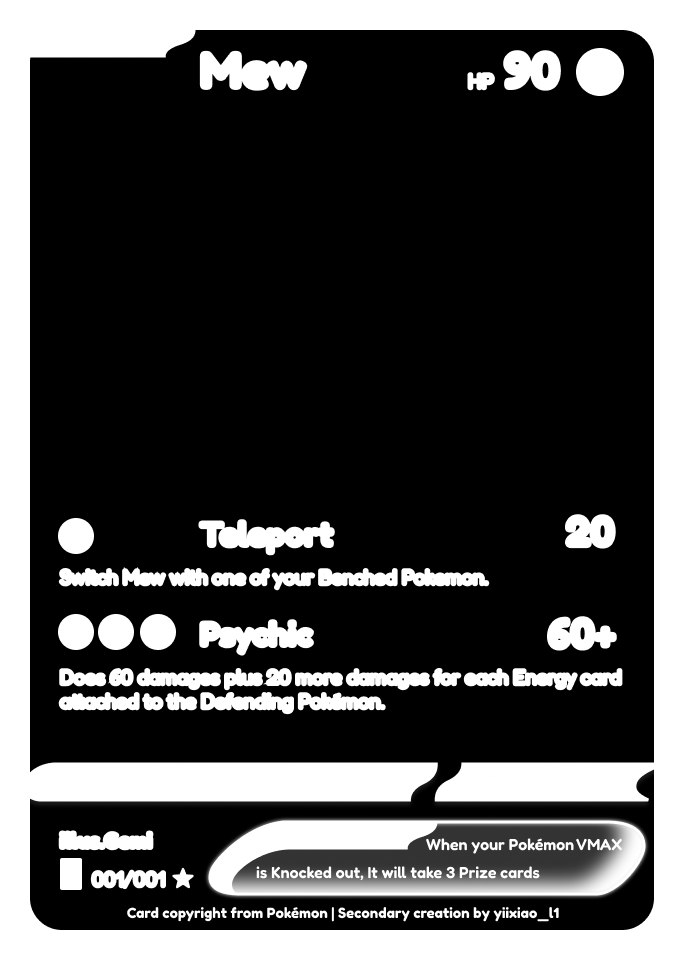 Mew
HP 90
Teleport 20
Switch Mew with one of your Benched Pokemon.
Psychic 60+
Does 60 damages plus 20 more damages for each Energy card
attached to the Defending Pokémon.
illus.Gemi
001/001
When your Pokémon VMAX
is Knocked out, It will take 3 Prize cards
Card copyright from Pokémon | Secondary creation by yiixiao_l1